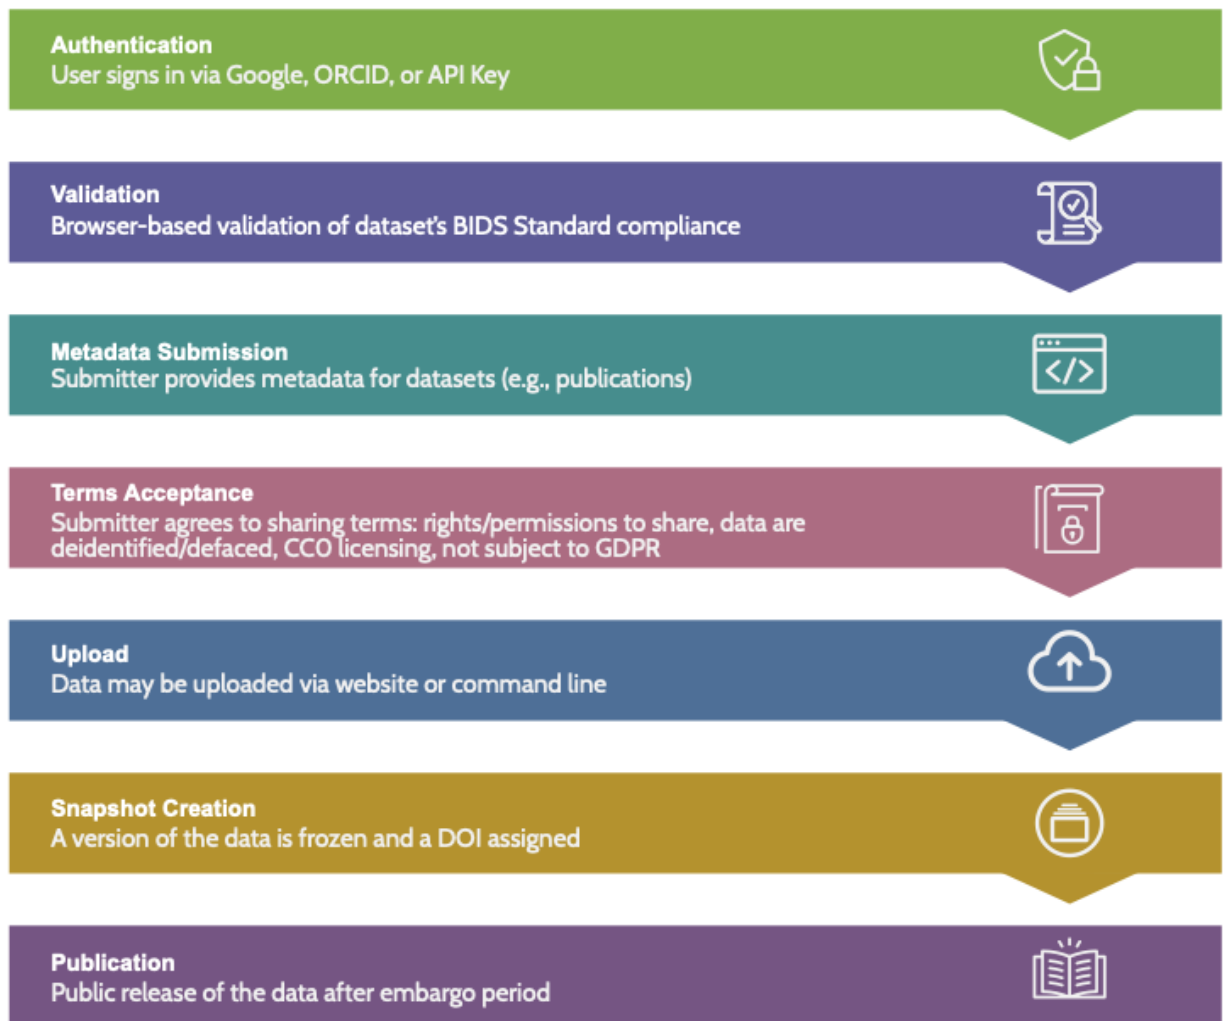 Authentication
User signs in via Google, ORCID, or API Key
Validation
Browser-based validation of dataset's BIDS Standard compliance
Metadata Submission
Submitter provides metadata for datasets (e.g., publications)
Terms Acceptance
Submitter agrees to sharing terms: rights/permissions to share, data are
deidentified/defaced, CC0 licensing, not subject to GDPR
Upload
Data may be uploaded via website or command line
Snapshot Creation
A version of the data is frozen and a DOI assigned
Publication
Public release of the data after embargo period